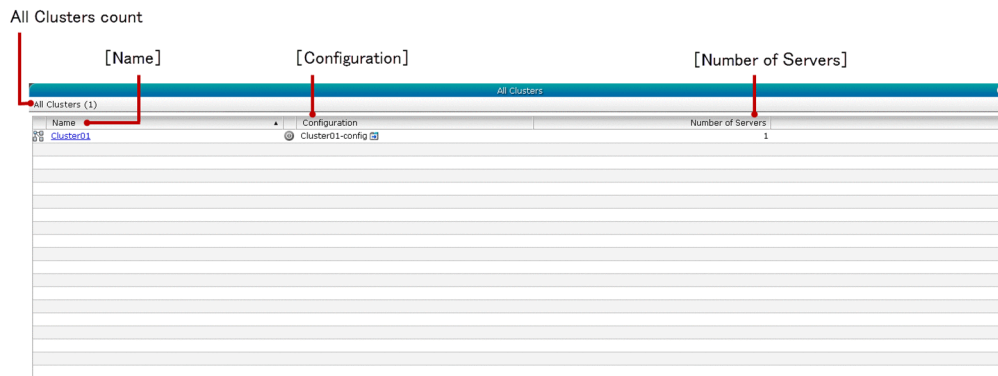 All Clusters count
[Name]
[Configuration]
[Number of Servers]
All Clusters
All Clusters (1)
Name Configuration Number of Servers
Cluster01 Cluster01-config 1